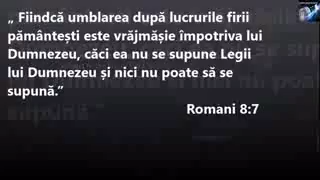 „ Fiindcă umblarea după lucrurile firii
pământești este vrăjmășie împotriva lui
Dumnezeu, căci ea nu se supune Legii
lui Dumnezeu și nici nu poate să se
supună.”
Romani 8:7